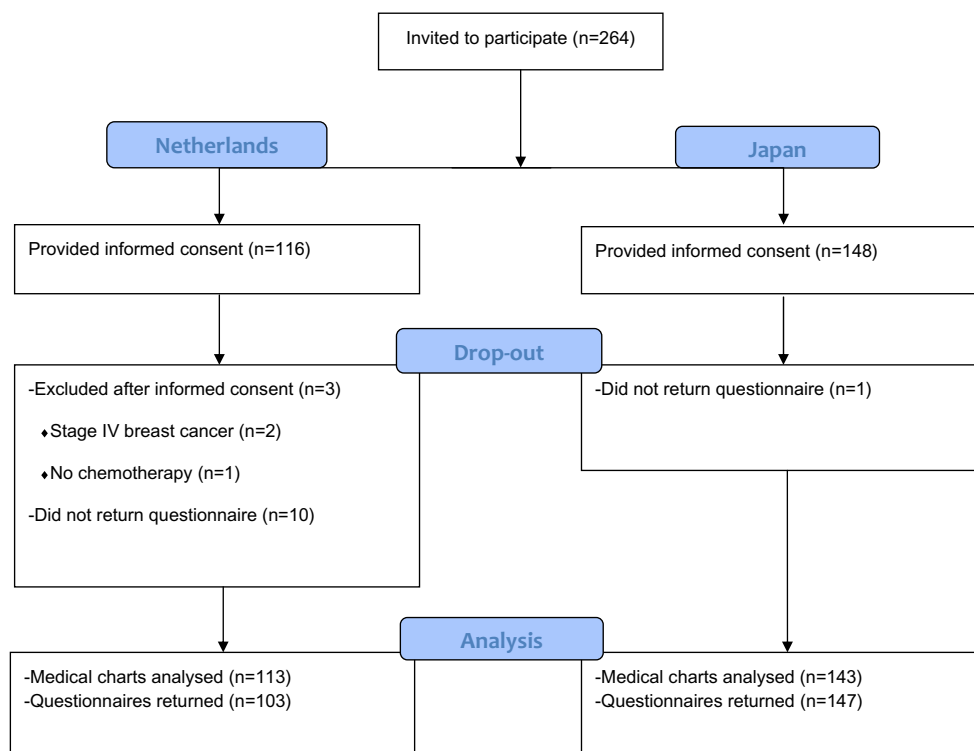 Invited to participate (n=264)
Netherlands
Japan
Provided informed consent (n=116)
Provided informed consent (n=148)
Drop-out
-Excluded after informed consent (n=3)
♦Stage IV breast cancer (n=2)
♦No chemotherapy (n=1)
-Did not return questionnaire (n=10)
-Did not return questionnaire (n=1)
Analysis
-Medical charts analysed (n=113)
-Questionnaires returned (n=103)
-Medical charts analysed (n=143)
-Questionnaires returned (n=147)